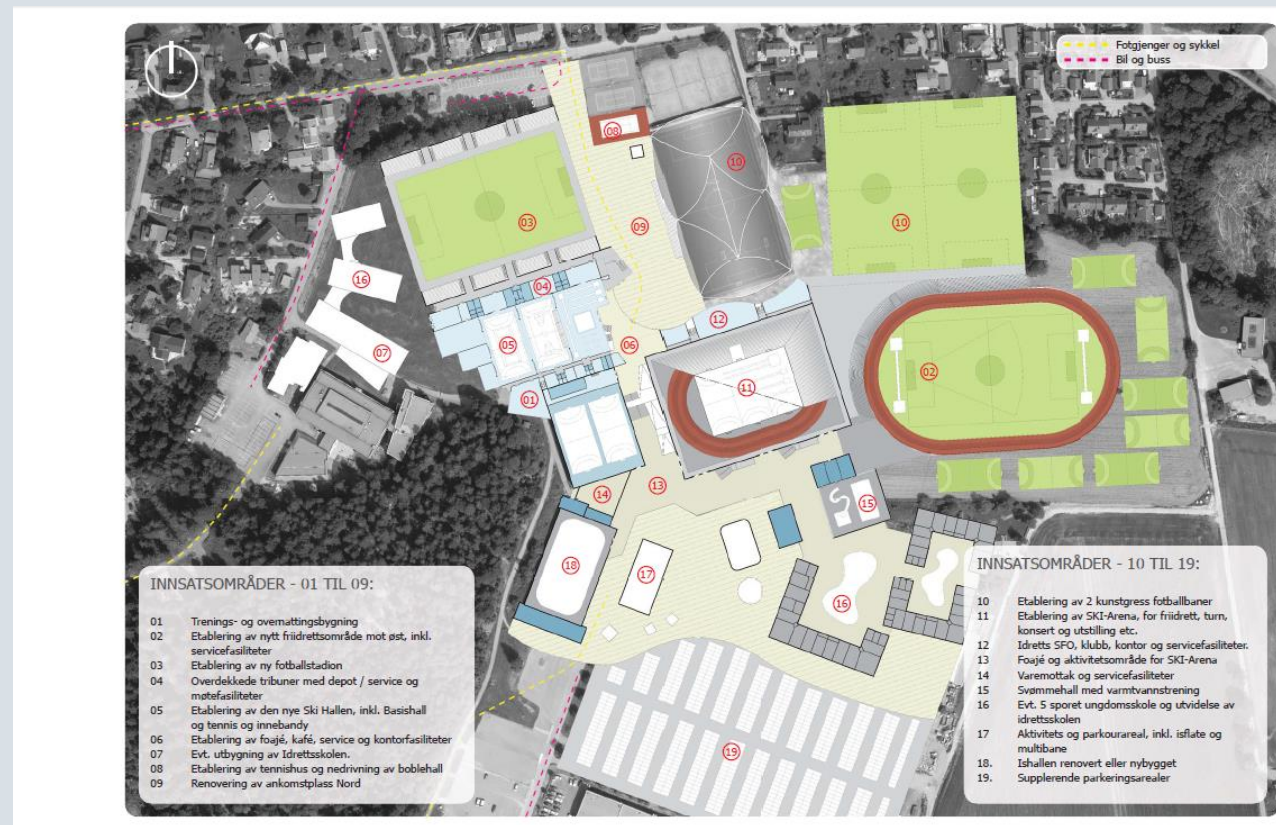 Fotgjenger og sykkel
Bil og buss
08
10
03
09
10
16
04
12
05
06
07
11
02
01
13
14
15
18
17
16
19
INNSATSOMRÅDER - 01 TIL 09:
01 Trenings- og overnattingsbygning
02 Etablering av nytt friidrettsområde mot øst, inkl.
servicefasiliteter
03 Etablering av ny fotballstadion
04 Overdekkede tribuner med depot / service og
møtefasiliteter
05 Etablering av den nye Ski Hallen, inkl. Basishall
og tennis og innebandy
06 Etablering av foajé, kafé, service og kontorfasiliteter
07 Evt. utbygning av Idrettsskolen.
08 Etablering av tennishus og nedrivning av boblehall
09 Renovering av ankomstplass Nord
INNSATSOMRÅDER - 10 TIL 19:
10 Etablering av 2 kunstgress fotballbaner
11 Etablering av SKI-Arena, for friidrett, turn,
konsert og utstilling etc.
12 Idretts SFO, klubb, kontor og servicefasiliteter.
13 Foajé og aktivitetsområde for SKI-Arena
14 Varemottak og servicefasiliteter
15 Svømmehall med varmtvannstrening
16 Evt. 5 sporet ungdomsskole og utvidelse av
idrettsskolen
17 Aktivitets og parkourareal, inkl. isflate og
multibane
18. Ishallen renovert eller nybygget
19. Supplerende parkeringsarealer